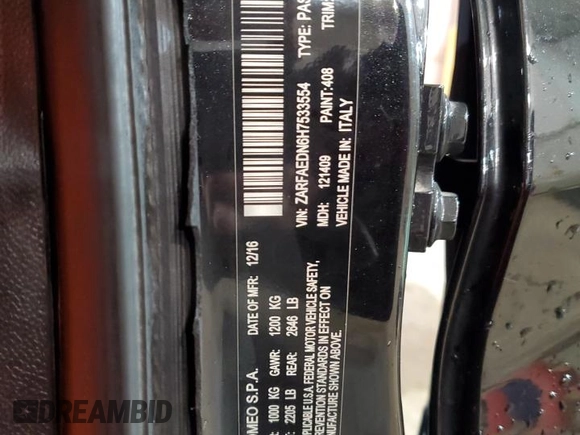 OMEO S.P.A. DATE OF MFR: 12/16
1000 KG GAWR: 1200 KG
2205 LB REAR: 2646 LB
APPLICABLE U.S.A. FEDERAL MOTOR VEHICLE SAFETY,
PREVENTION STANDARDS IN EFFECT ON
MANUFACTURE SHOWN ABOVE.
VIN: ZARFAEDN6H7533554 TYPE: PAS
MDH: 121409 PAINT: 408 TRIM
VEHICLE MADE IN: ITALY
DREAMBID